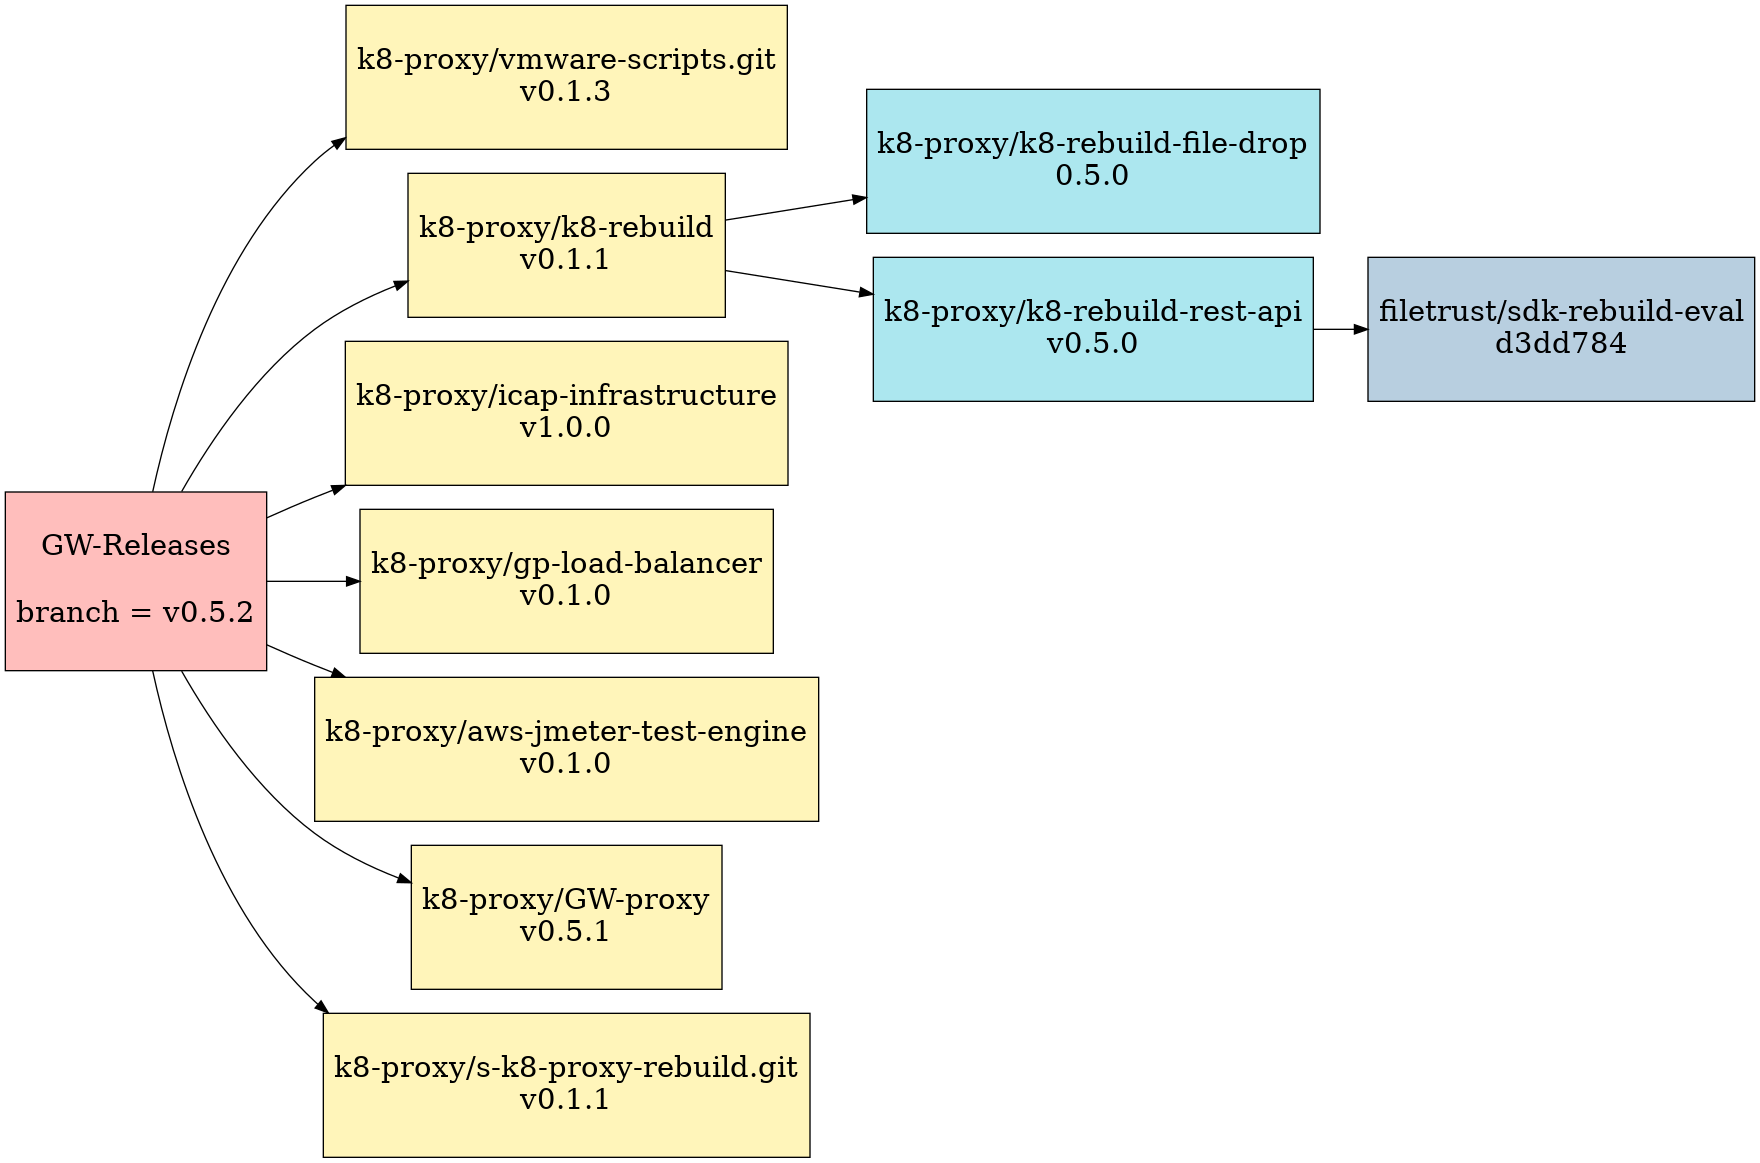 k8-proxy/vmware-scripts.git
v0.1.3
k8-proxy/k8-rebuild-file-drop
0.5.0
k8-proxy/k8-rebuild
v0.1.1
k8-proxy/k8-rebuild-rest-api
v0.5.0
filetrust/sdk-rebuild-eval
d3dd784
k8-proxy/icap-infrastructure
v1.0.0
GW-Releases
branch = v0.5.2
k8-proxy/gp-load-balancer
v0.1.0
k8-proxy/aws-jmeter-test-engine
v0.1.0
k8-proxy/GW-proxy
v0.5.1
k8-proxy/s-k8-proxy-rebuild.git
v0.1.1